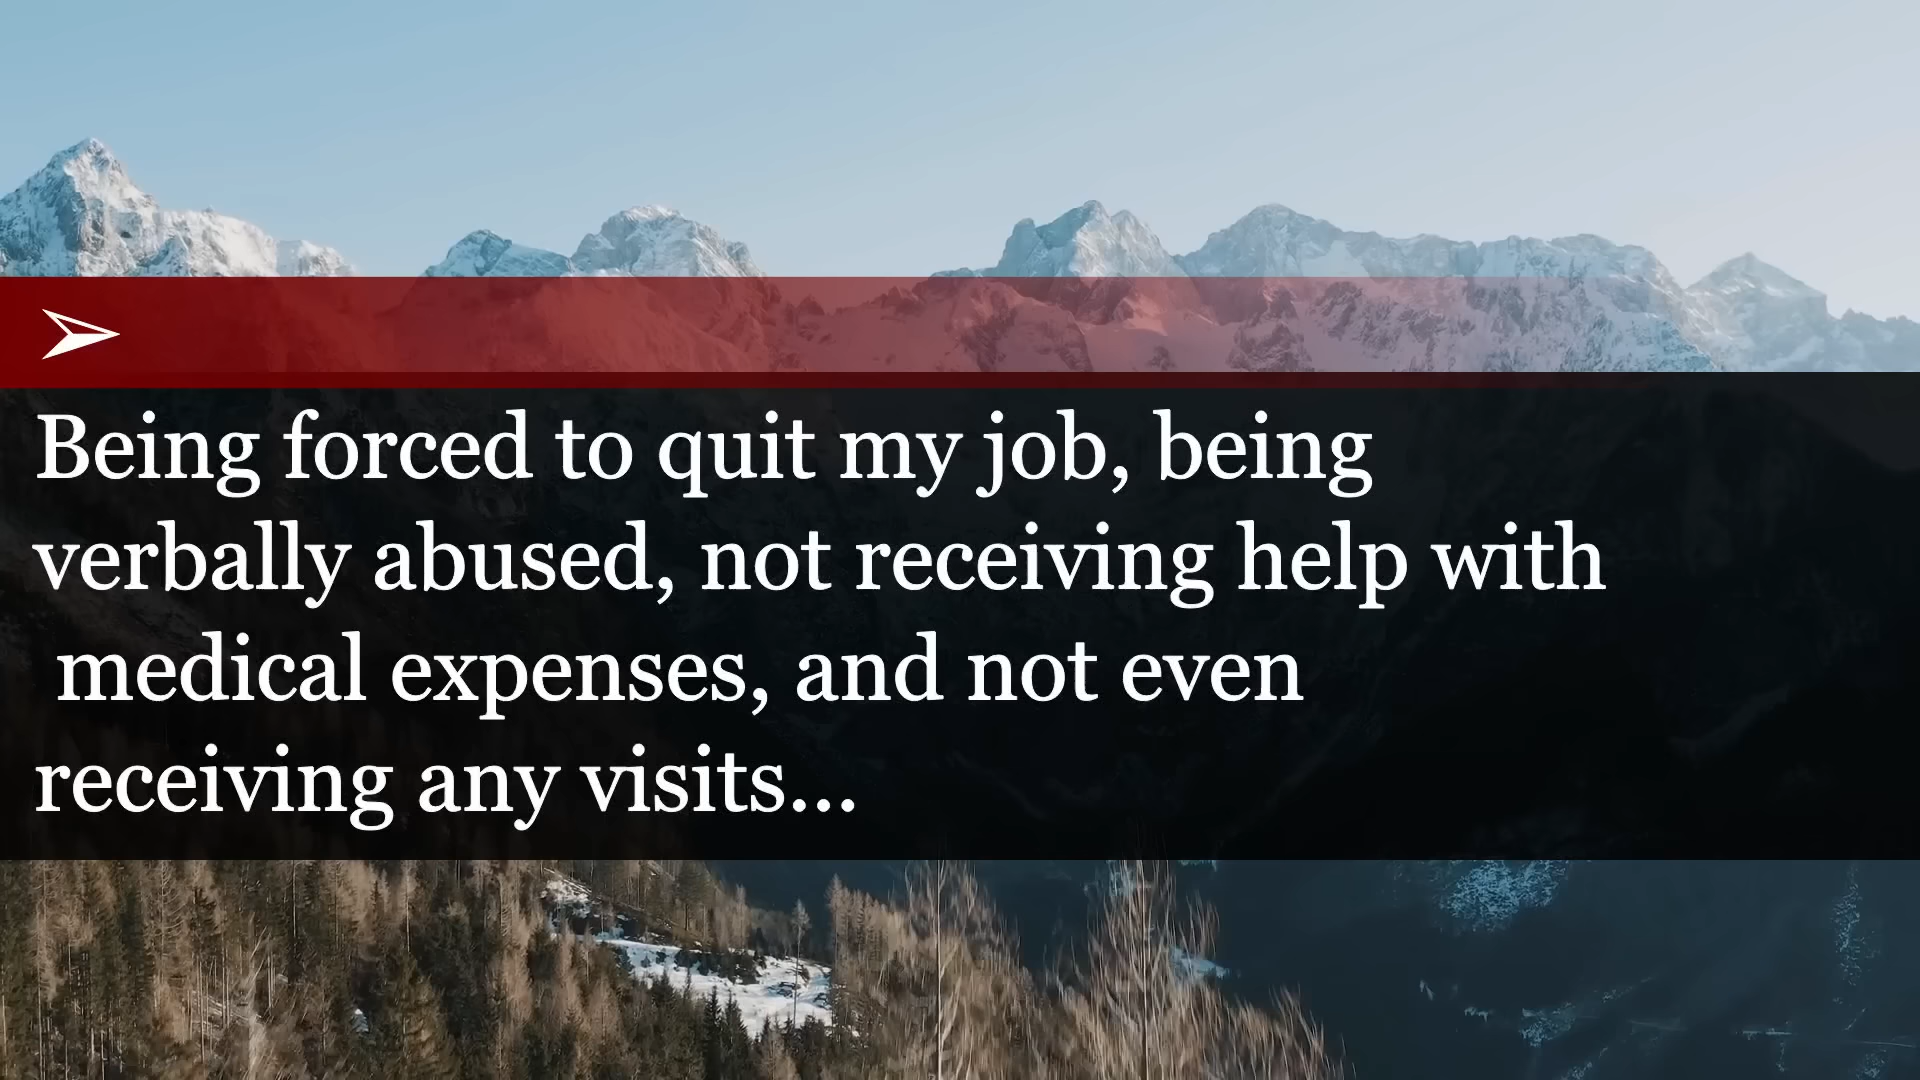 Being forced to quit my job, being
verbally abused, not receiving help with
medical expenses, and not even
receiving any visits...